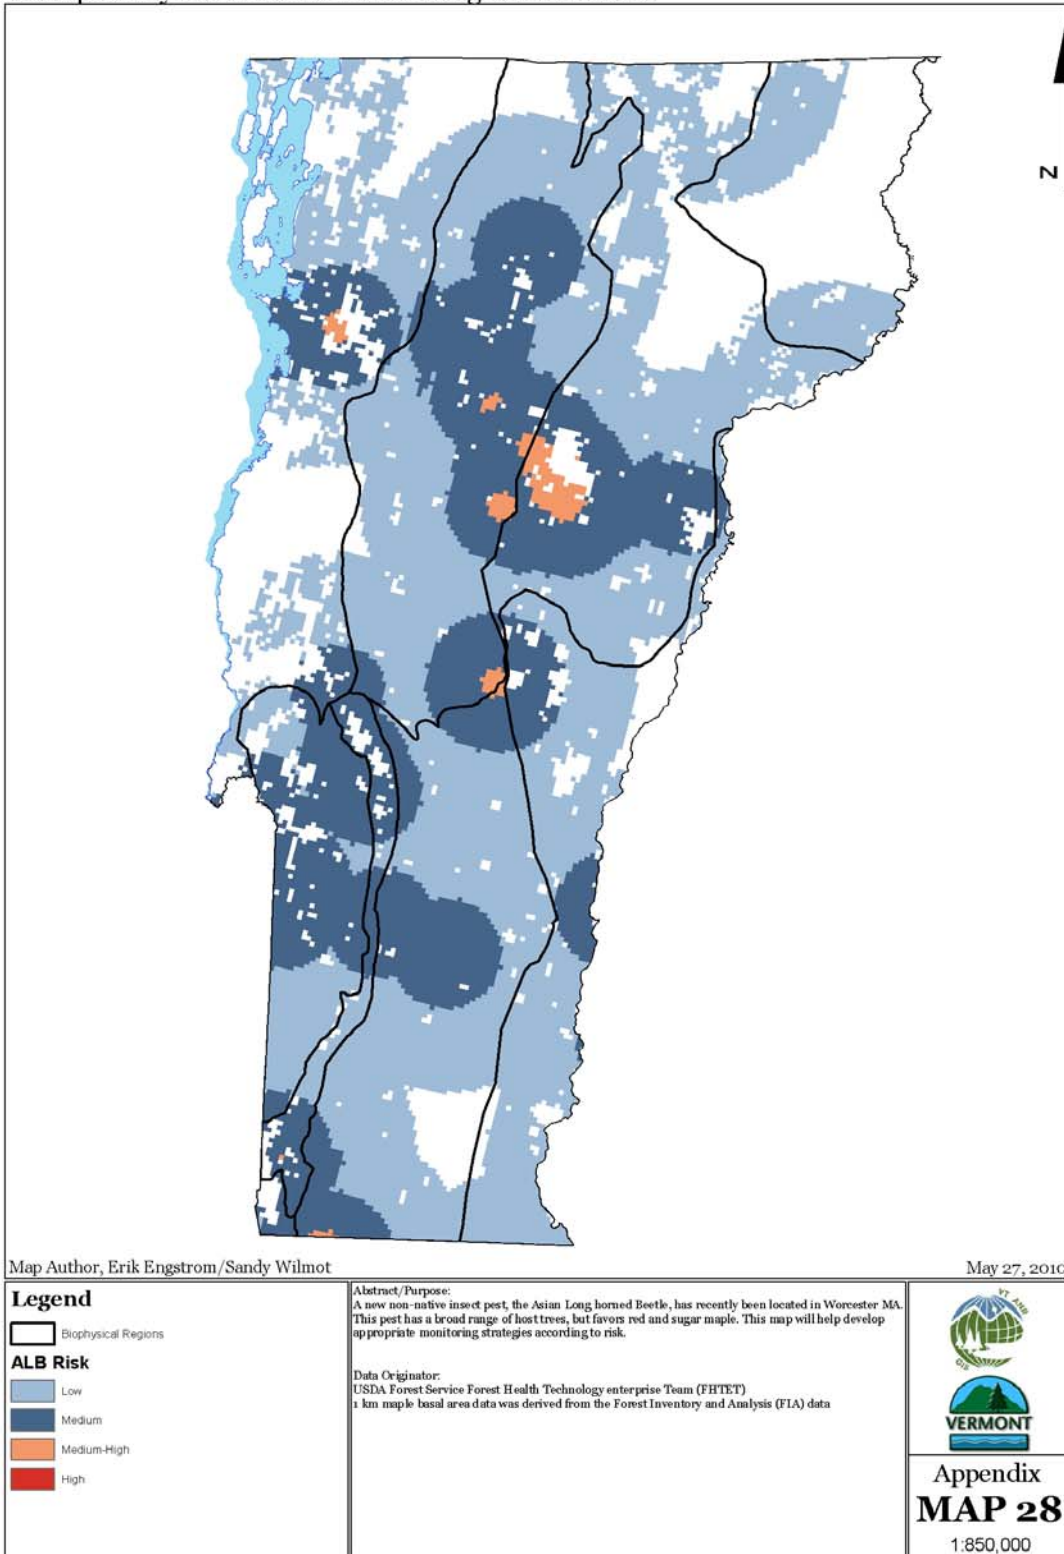 N
Map Author, Erik Engstrom/Sandy Wilmot
May 27, 2010
Legend
Biophysical Regions
ALB Risk
Low
Medium
Medium-High
High
Abstract/Purpose:
A new non-native insect pest, the Asian Long horned Beetle, has recently been located in Worcester MA.
This pest has a broad range of host trees, but favors red and sugar maple. This map will help develop
appropriate monitoring strategies according to risk.
Data Originator:
USDA Forest Service Forest Health Technology enterprise Team (FHTET)
1 km maple basal area data was derived from the Forest Inventory and Analysis (FIA) data
VT ANR
GIS
VERMONT
Appendix
MAP 28
1:850,000